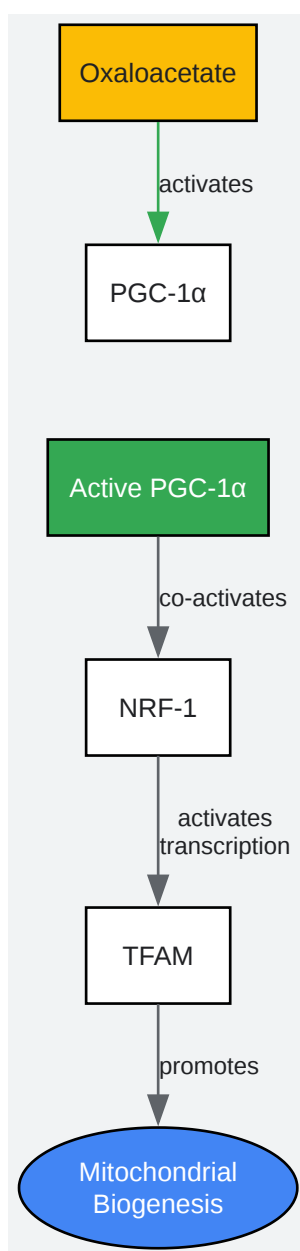 Oxaloacetate
activates
PGC-1α
Active PGC-1α
co-activates
NRF-1
activates
transcription
TFAM
promotes
Mitochondrial
Biogenesis